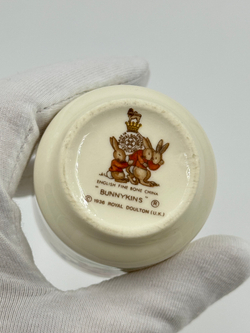 ENGLISH FINE BONE CHINA
"BUNNYKINS" ®
© 1936 ROYAL DOULTON (U.K.)